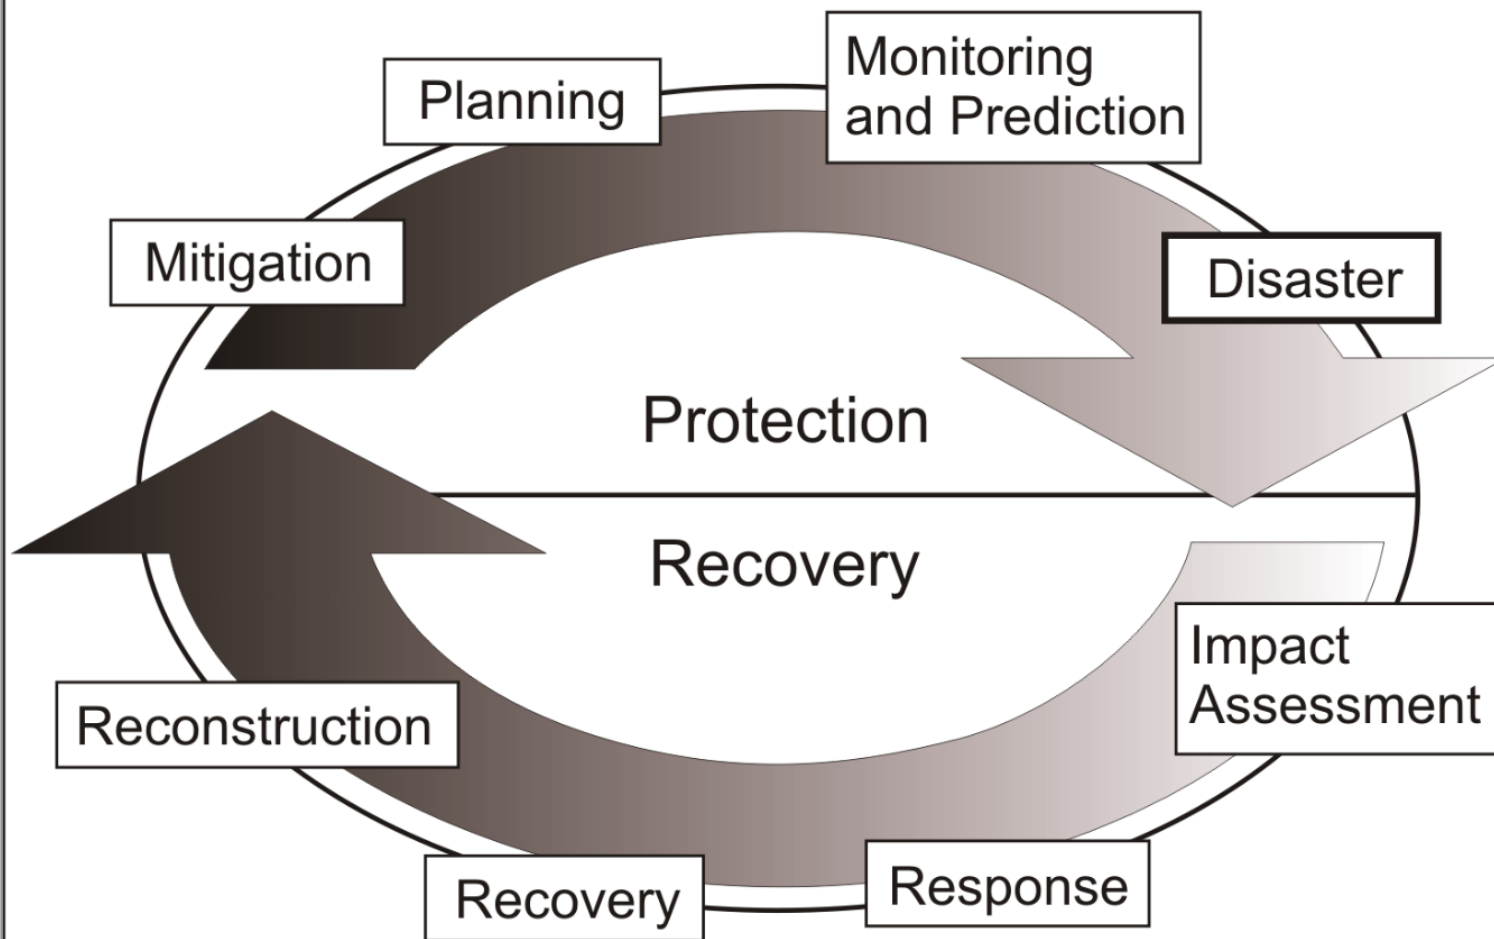 Planning
Monitoring
and Prediction
Mitigation
Disaster
Protection
Recovery
Impact
Assessment
Reconstruction
Recovery
Response